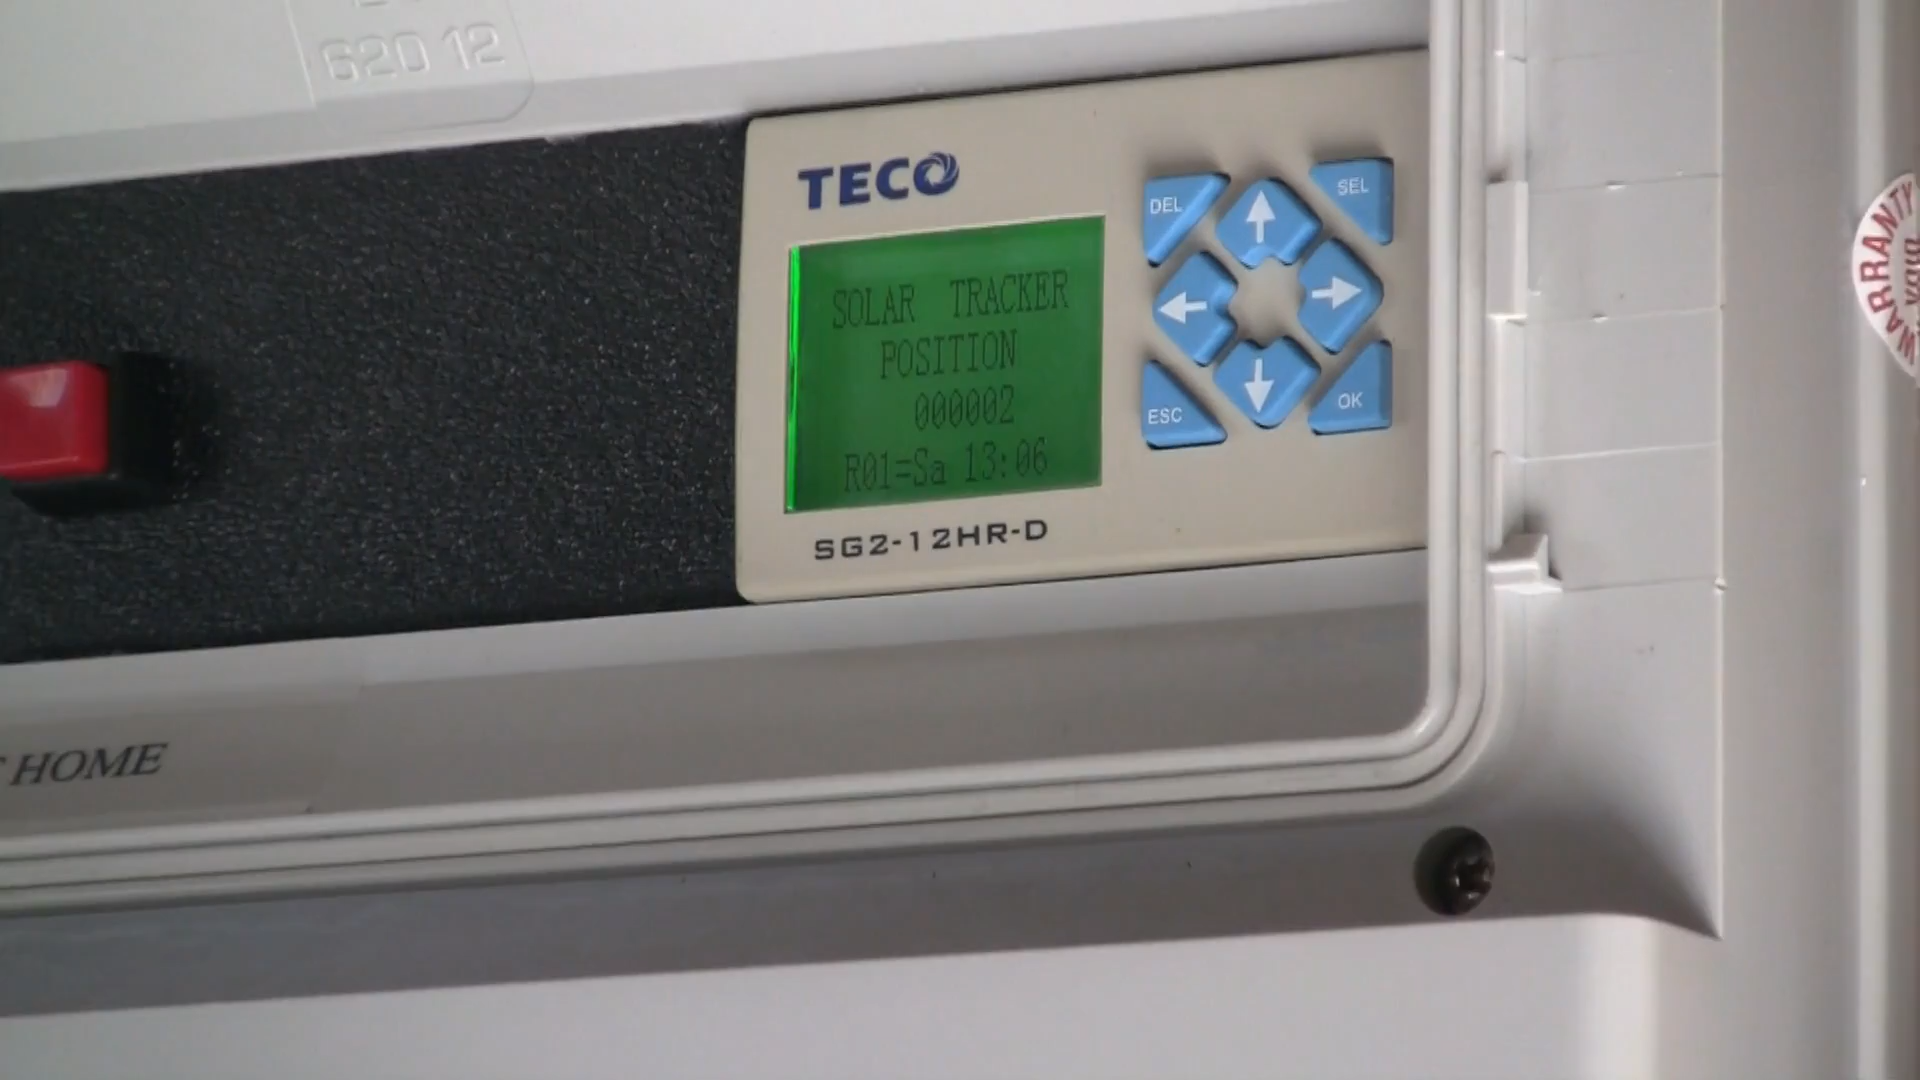 620 12
TECO
DEL
SEL
SOLAR TRACKER
POSITION
000002
R01=Sa 13:06
ESC
OK
SG2-12HR-D
HOME
WARRANTY